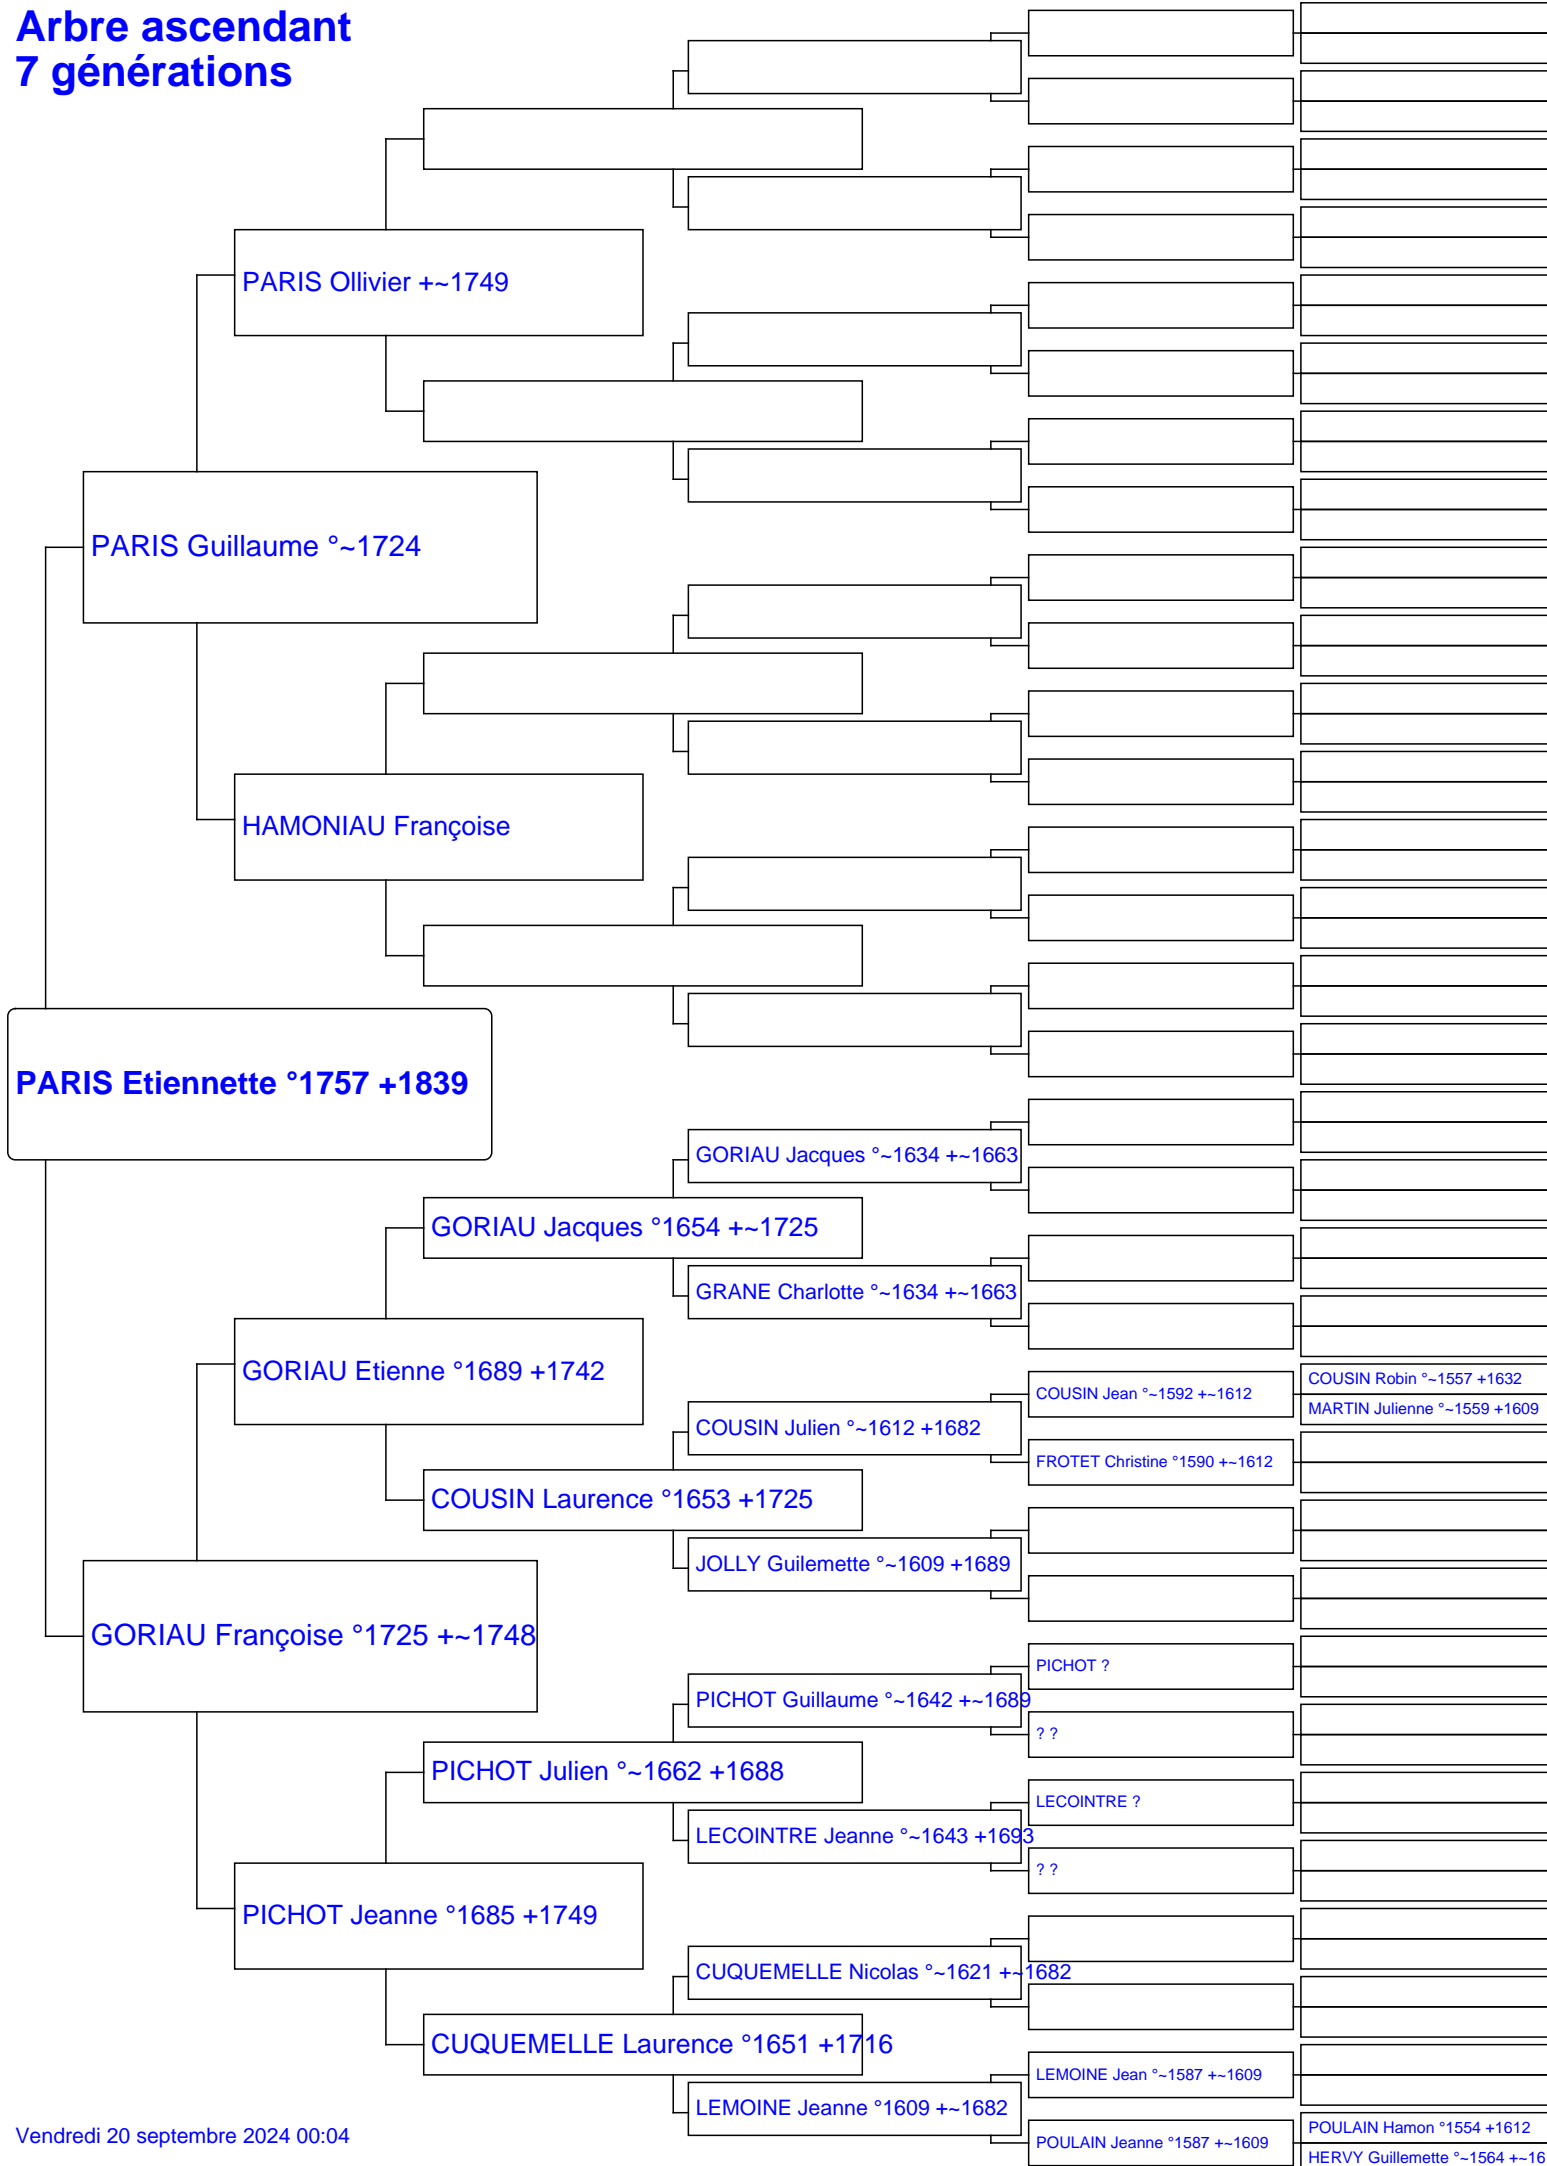 Arbre ascendant
7 générations
PARIS Ollivier +~1749
PARIS Guillaume °~1724
HAMONIAU Françoise
PARIS Etiennette °1757 +1839
GORIAU Jacques °~1634 +~1663
GORIAU Jacques °1654 +~1725
GRANE Charlotte °~1634 +~1663
GORIAU Etienne °1689 +1742
COUSIN Robin °~1557 +1632
COUSIN Jean °~1592 +~1612
MARTIN Julienne °~1559 +1609
COUSIN Julien °~1612 +1682
FROTET Christine °1590 +~1612
COUSIN Laurence °1653 +1725
JOLLY Guilemette °~1609 +1689
GORIAU Françoise °1725 +~1748
PICHOT ?
PICHOT Guillaume °~1642 +~1689
? ?
PICHOT Julien °~1662 +1688
LECOINTRE ?
LECOINTRE Jeanne °~1643 +1693
? ?
PICHOT Jeanne °1685 +1749
CUQUEMELLE Nicolas °~1621 +~1682
CUQUEMELLE Laurence °1651 +1716
LEMOINE Jean °~1587 +~1609
LEMOINE Jeanne °1609 +~1682
POULAIN Hamon °1554 +1612
POULAIN Jeanne °1587 +~1609
HERVY Guillemette °~1564 +~16
Vendredi 20 septembre 2024 00:04